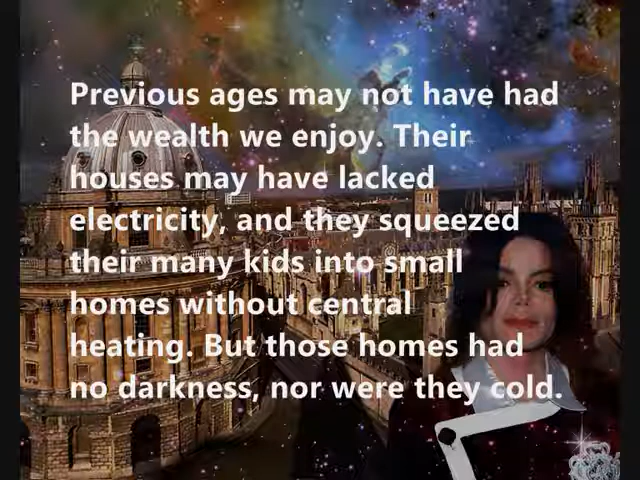 Previous ages may not have had
the wealth we enjoy. Their
houses may have lacked
electricity, and they squeezed
their many kids into small
homes without central
heating. But those homes had
no darkness, nor were they cold.